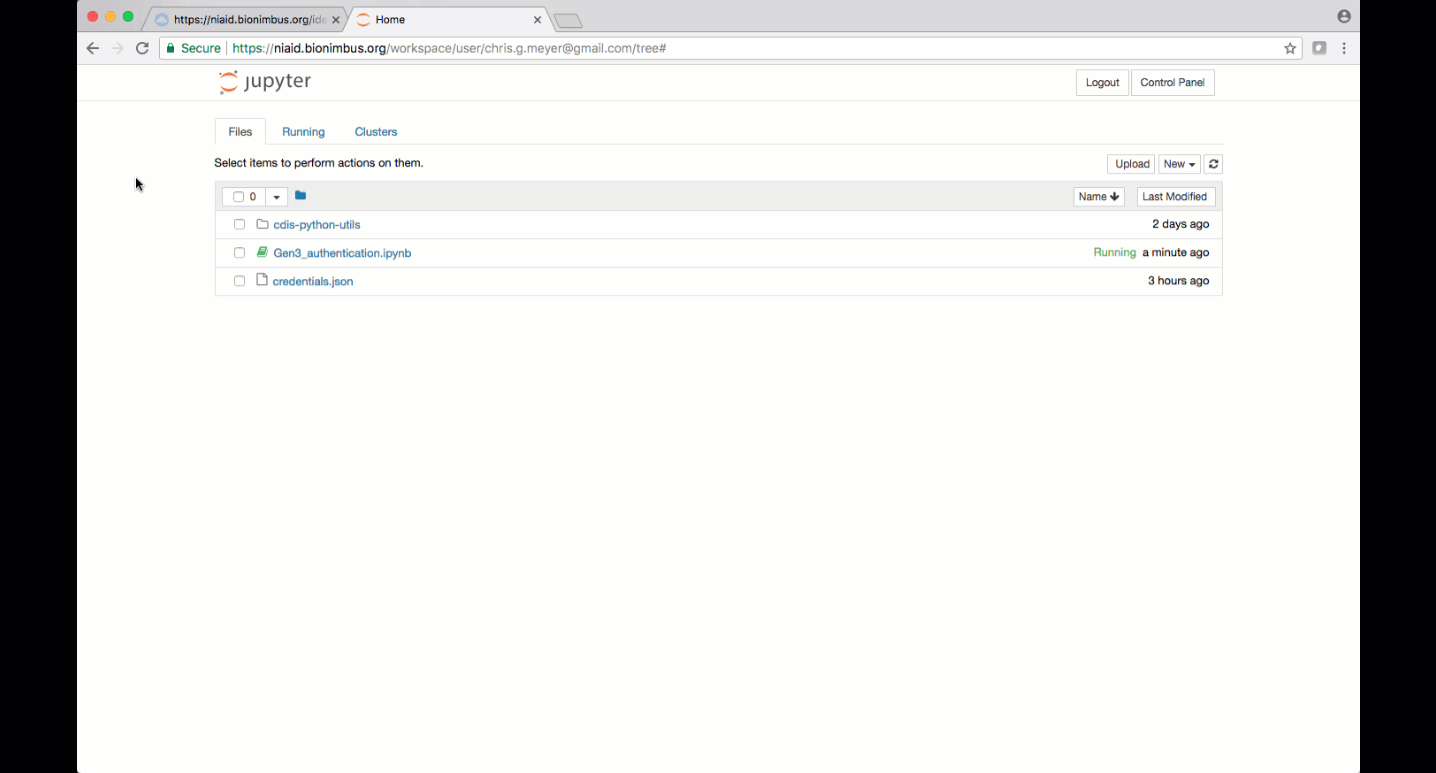 https://niaid.bionimbus.org/ide Home
Secure https://niaid.bionimbus.org/workspace/user/chris.g.meyer@gmail.com/tree#
jupyter Logout Control Panel
Files Running Clusters
Select items to perform actions on them. Upload New
0 Name Last Modified
cdis-python-utils 2 days ago
Gen3_authentication.ipynb Running a minute ago
credentials.json 3 hours ago